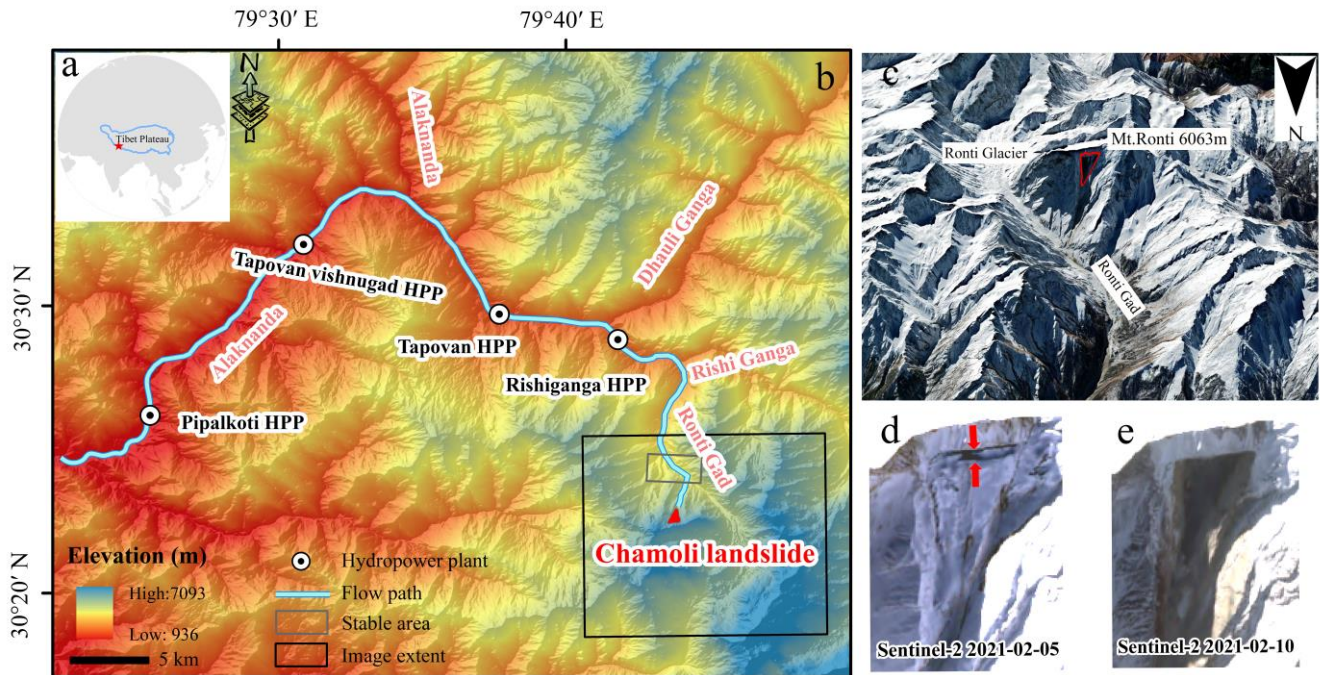 79°30′ E
79°40′ E
30°30′ N
30°20′ N
a
Tibet Plateau
N
b
Alaknanda
Dhauli Ganga
Tapovan vishnugad HPP
Alaknanda
Tapovan HPP
Rishiganga HPP
Rishi Ganga
Pipalkoti HPP
Ronti Gad
Chamoli landslide
Elevation (m)
High:7093
Low: 936
5 km
Hydropower plant
Flow path
Stable area
Image extent
c
N
Mt.Ronti 6063m
Ronti Glacier
Ronti Gad
d
Sentinel-2 2021-02-05
e
Sentinel-2 2021-02-10